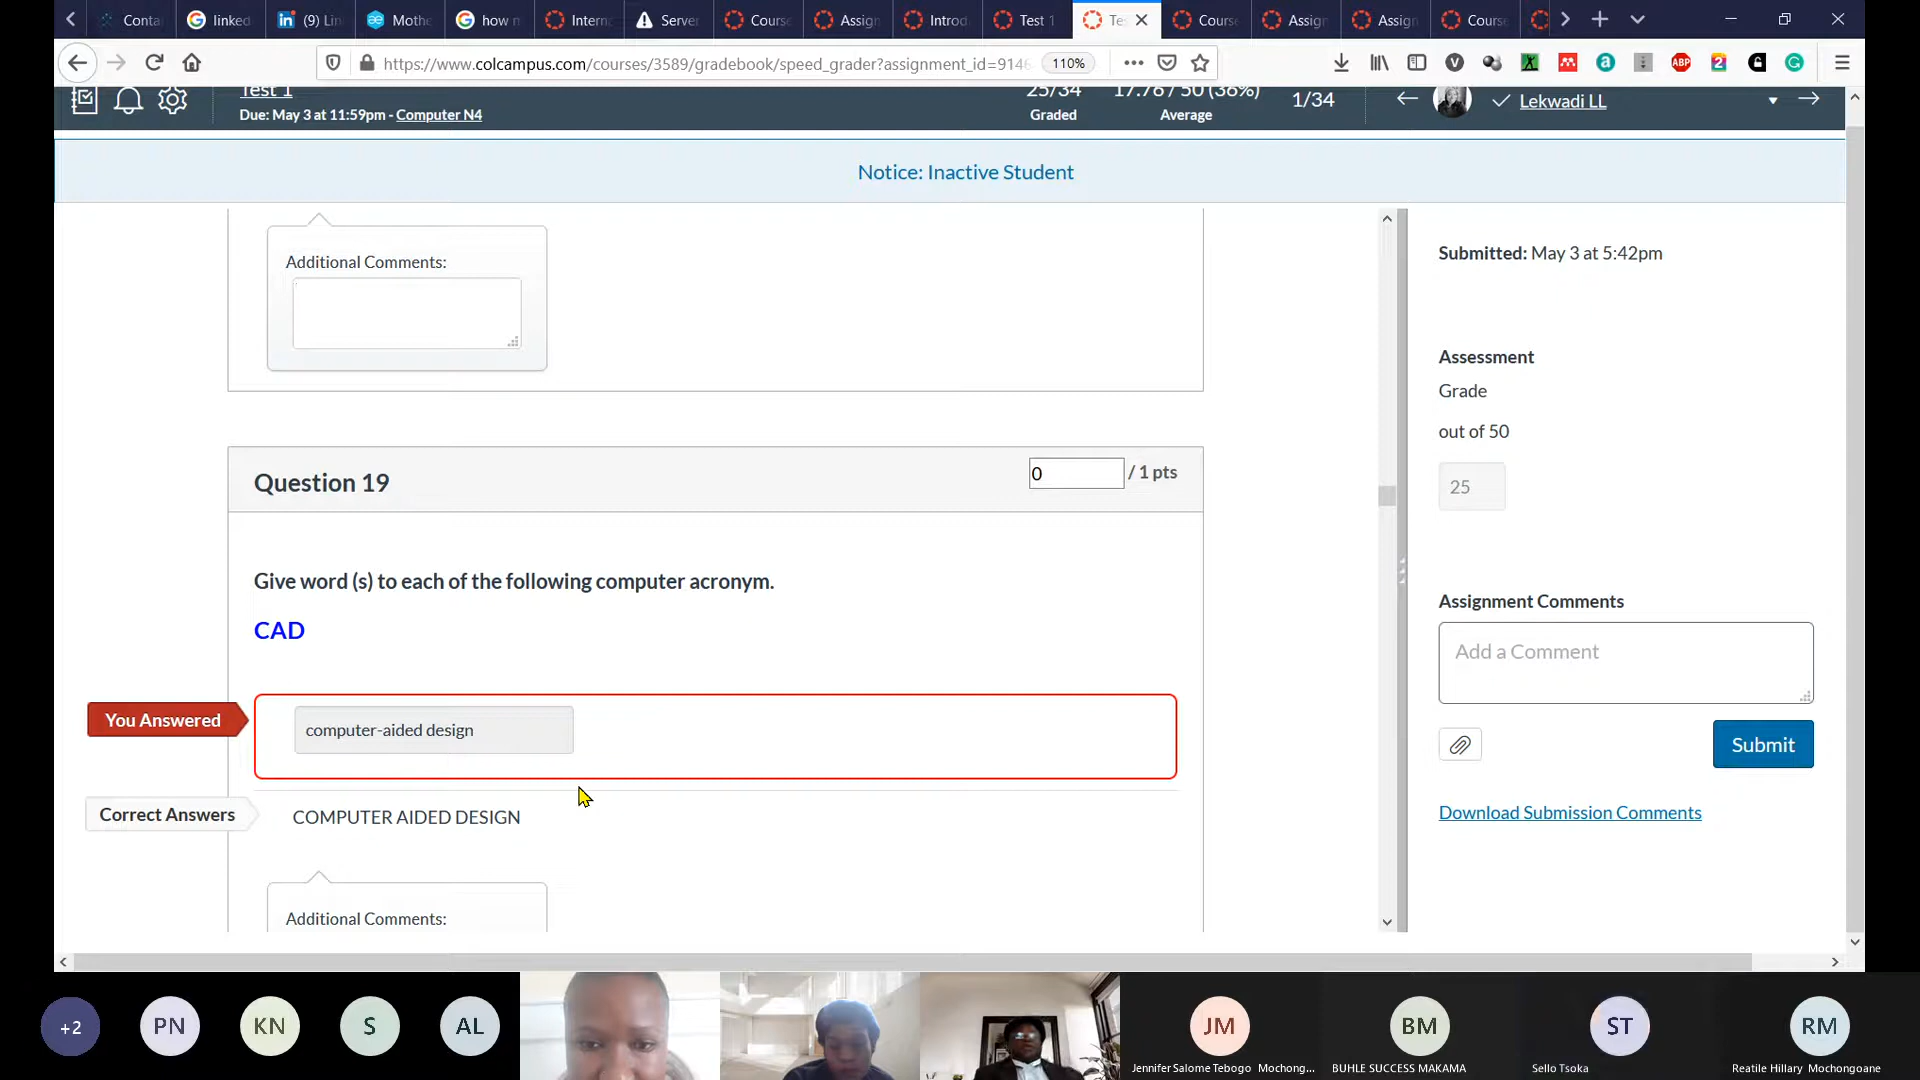 Conta
linked
(9) Lin
Mothe
how m
Intern
Server
Course
Assign
Introd
Test 1
Te
Course
Assign
Assign
Course
https://www.colcampus.com/courses/3589/gradebook/speed_grader?assignment_id=9146
110%
Test 1
Due: May 3 at 11:59pm - Computer N4
25/34
Graded
17.76 / 50 (36%)
Average
1/34
Lekwadi LL
Notice: Inactive Student
Additional Comments:
Question 19
0
/ 1 pts
Give word (s) to each of the following computer acronym.
CAD
You Answered
computer-aided design
Correct Answers
COMPUTER AIDED DESIGN
Additional Comments:
Submitted: May 3 at 5:42pm
Assessment
Grade
out of 50
25
Assignment Comments
Add a Comment
Submit
Download Submission Comments
+2
PN
KN
S
AL
JM
Jennifer Salome Tebogo Mochong...
BM
BUHLE SUCCESS MAKAMA
ST
Sello Tsoka
RM
Reatile Hillary Mochongoane